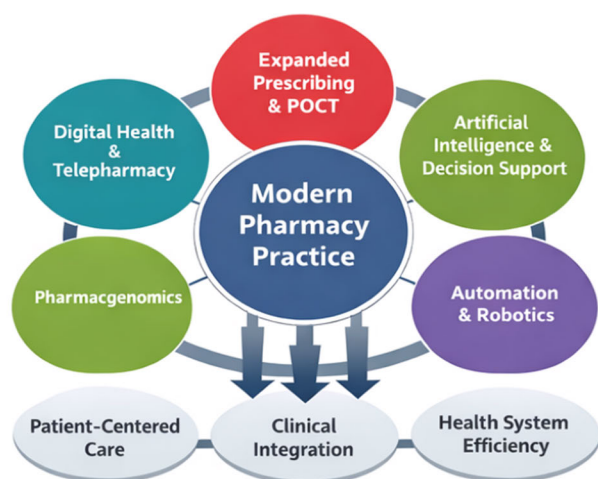 Expanded
Prescribing
& POCT
Digital Health
&
Telepharmacy
Artificial
Intelligence &
Decision Support
Modern
Pharmacy
Practice
Pharmacgenomics
Automation
& Robotics
Patient-Centered
Care
Clinical
Integration
Health System
Efficiency